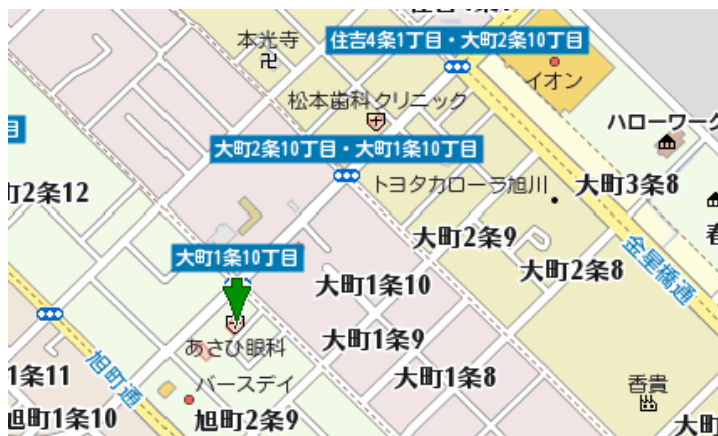 本光寺
住吉4条1丁目・大町2条10丁目
イオン
松本歯科クリニック
ハローワーク
目
大町2条10丁目・大町1条10丁目
町2条12
トヨタカローラ旭川
大町3条8
大町2条9
金星橋通
大町1条10丁目
大町1条10
大町2条8
あさひ眼科
大町1条9
旭町通
1条11
バースデイ
大町1条8
香貴
旭町1条10
旭町2条9
大町